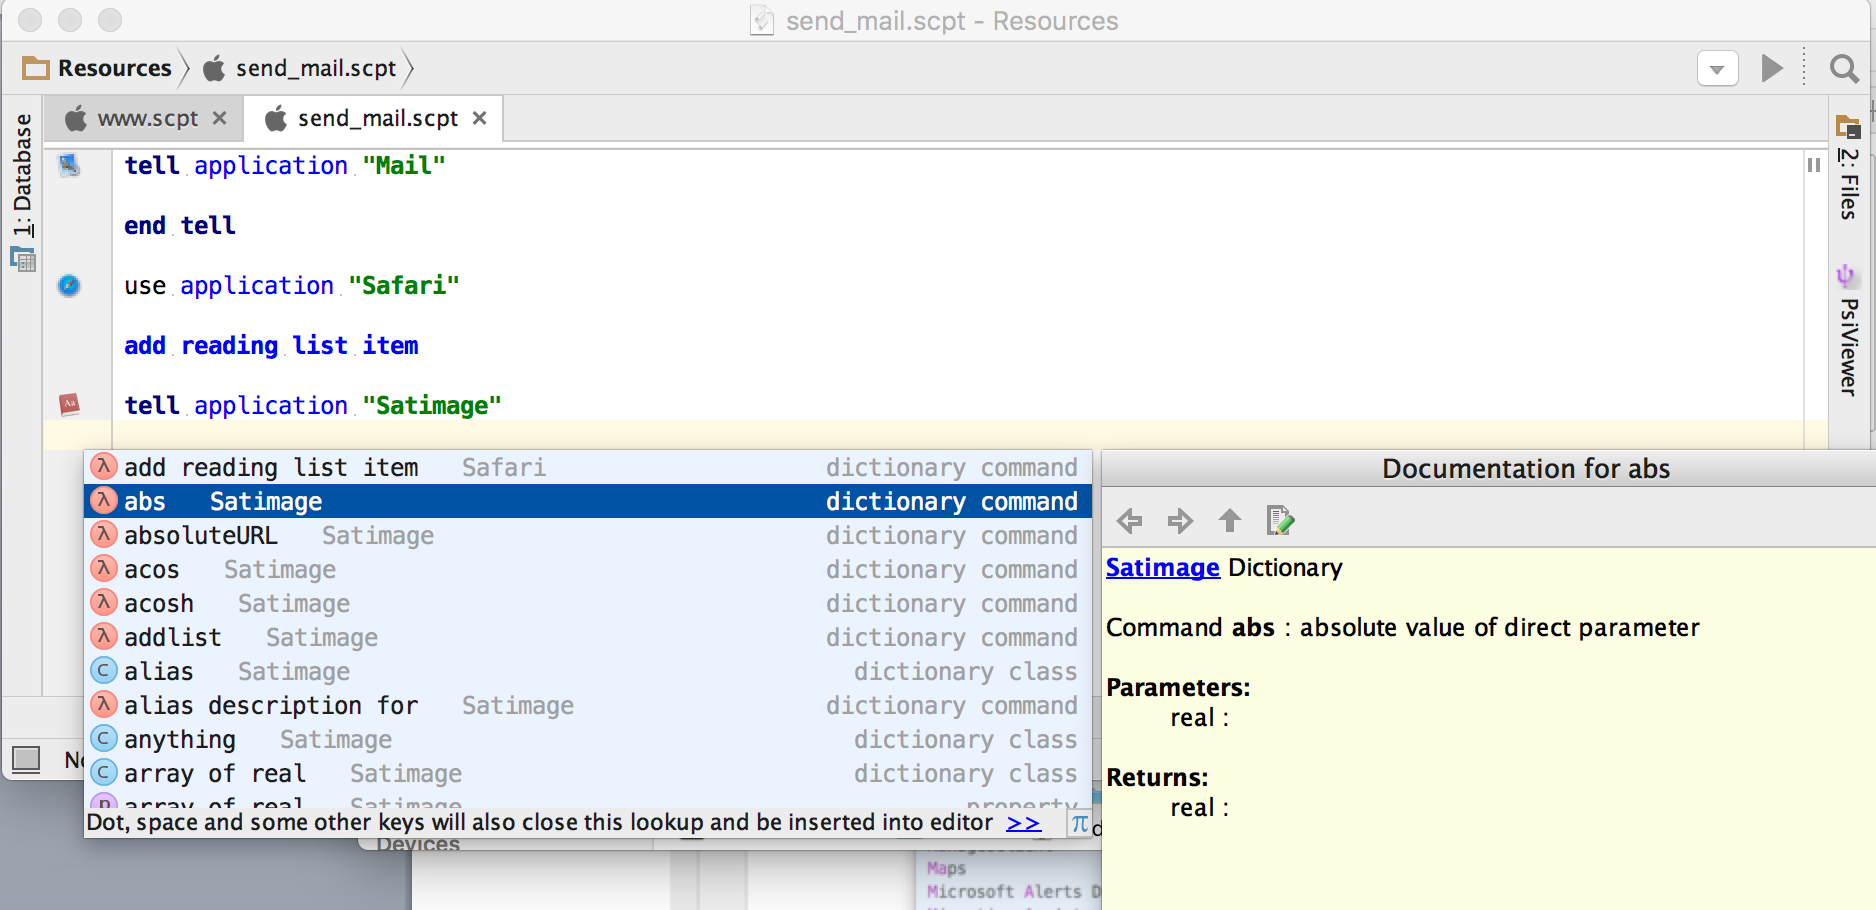 send_mail.scpt - Resources
Resources send_mail.scpt
www.scpt send_mail.scpt
1: Database
tell application "Mail"
end tell
use application "Safari"
add reading list item
tell application "Satimage"
2: Files
PsiViewer
add reading list item Safari dictionary command
abs Satimage dictionary command
absoluteURL Satimage dictionary command
acos Satimage dictionary command
acosh Satimage dictionary command
addlist Satimage dictionary command
alias Satimage dictionary class
alias description for Satimage dictionary command
anything Satimage dictionary class
array of real Satimage dictionary class
array of real Satimage property
Dot, space and some other keys will also close this lookup and be inserted into editor >> π
Documentation for abs
Satimage Dictionary
Command abs : absolute value of direct parameter
Parameters:
real :
Returns:
real :
Devices
Maps
Microsoft Alerts D